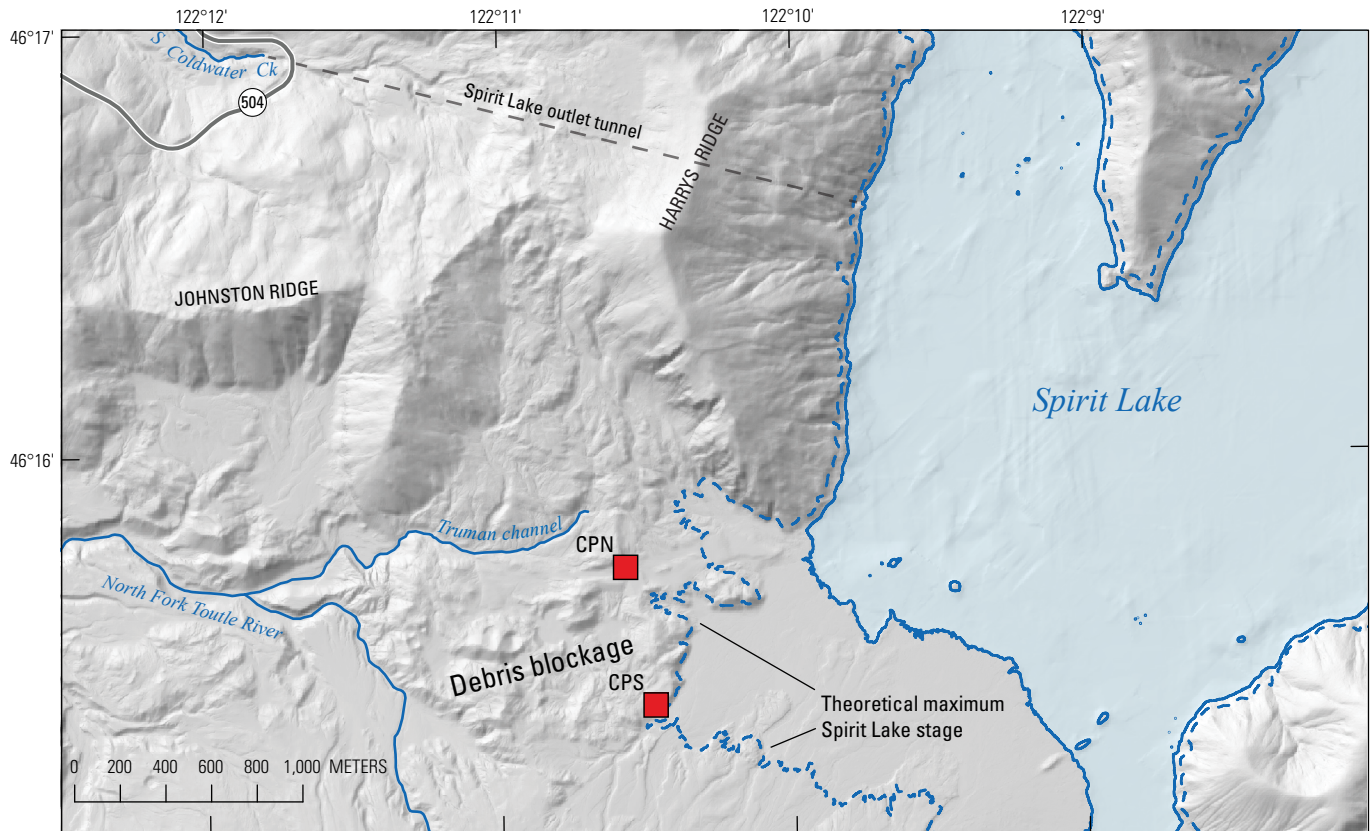 122°12'
122°11'
122°10'
122°9'
46°17'
S Coldwater Ck
504
Spirit Lake outlet tunnel
HARRYS RIDGE
JOHNSTON RIDGE
Spirit Lake
46°16'
Truman channel
CPN
North Fork Toutle River
Debris blockage
CPS
Theoretical maximum
Spirit Lake stage
0 200 400 600 800 1,000 METERS